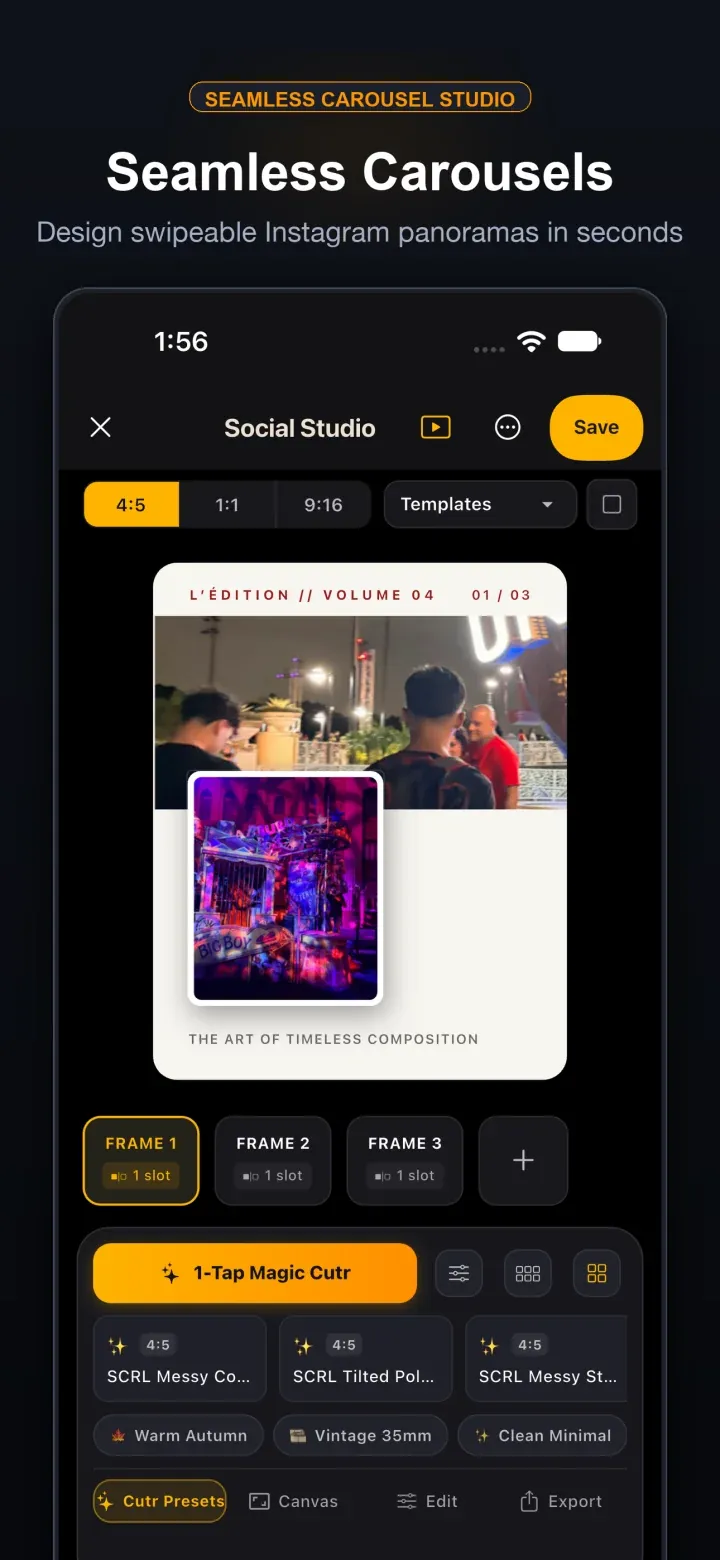 SEAMLESS CAROUSEL STUDIO
Seamless Carousels
Design swipeable Instagram panoramas in seconds
1:56
Social Studio
Save
4:5 1:1 9:16 Templates
L'ÉDITION // VOLUME 04 01 / 03
BIG BOY
THE ART OF TIMELESS COMPOSITION
FRAME 1 FRAME 2 FRAME 3
1 slot 1 slot 1 slot
1-Tap Magic Cutr
4:5 4:5 4:5
SCRL Messy Co... SCRL Tilted Pol... SCRL Messy St...
Warm Autumn Vintage 35mm Clean Minimal
Cutr Presets Canvas Edit Export